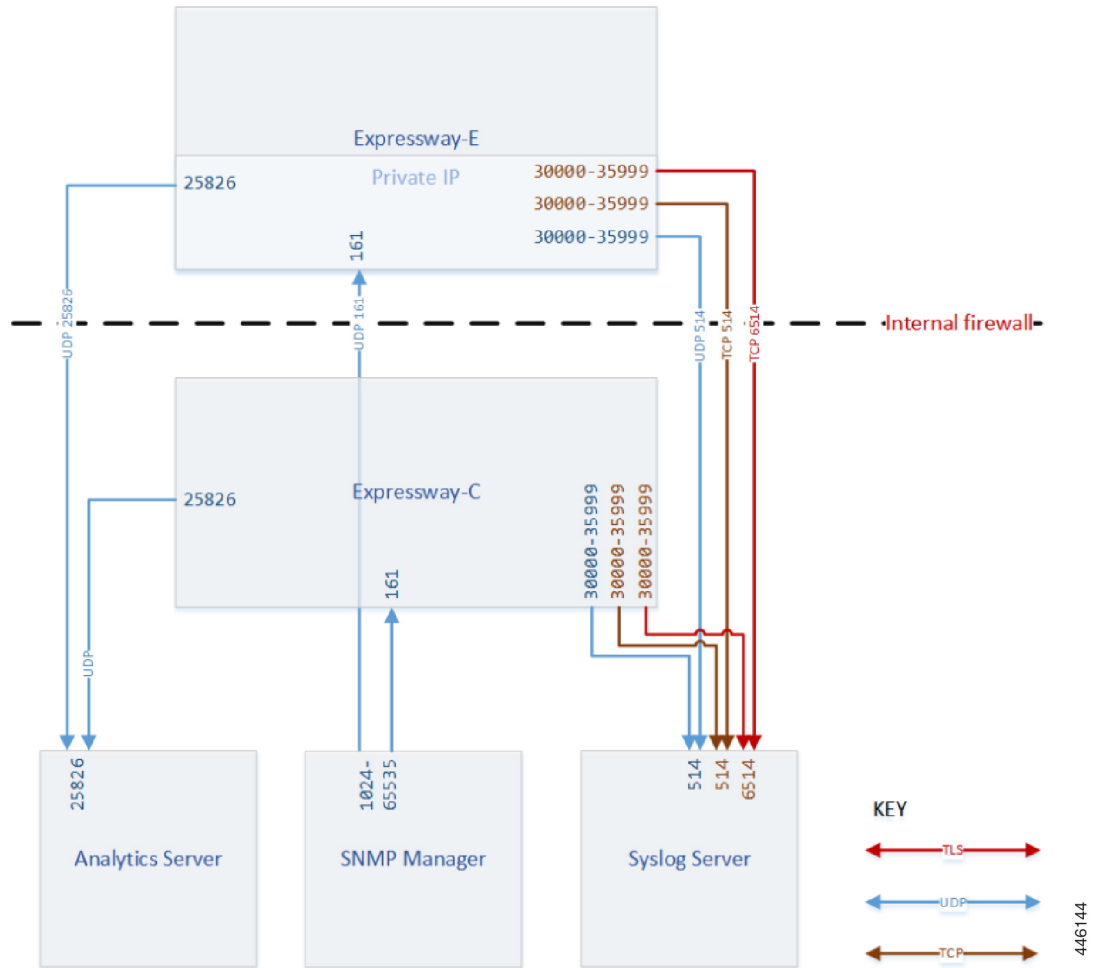 Expressway-E
Private IP
25826
30000-35999
30000-35999
30000-35999
161
UDP 25826
UDP 161
UDP 514
TCP 514
TCP 6514
Internal firewall
Expressway-C
25826
161
30000-35999
30000-35999
30000-35999
UDP
25826
1024-
65535
514
514
6514
Analytics Server
SNMP Manager
Syslog Server
KEY
TLS
UDP
TCP
446144